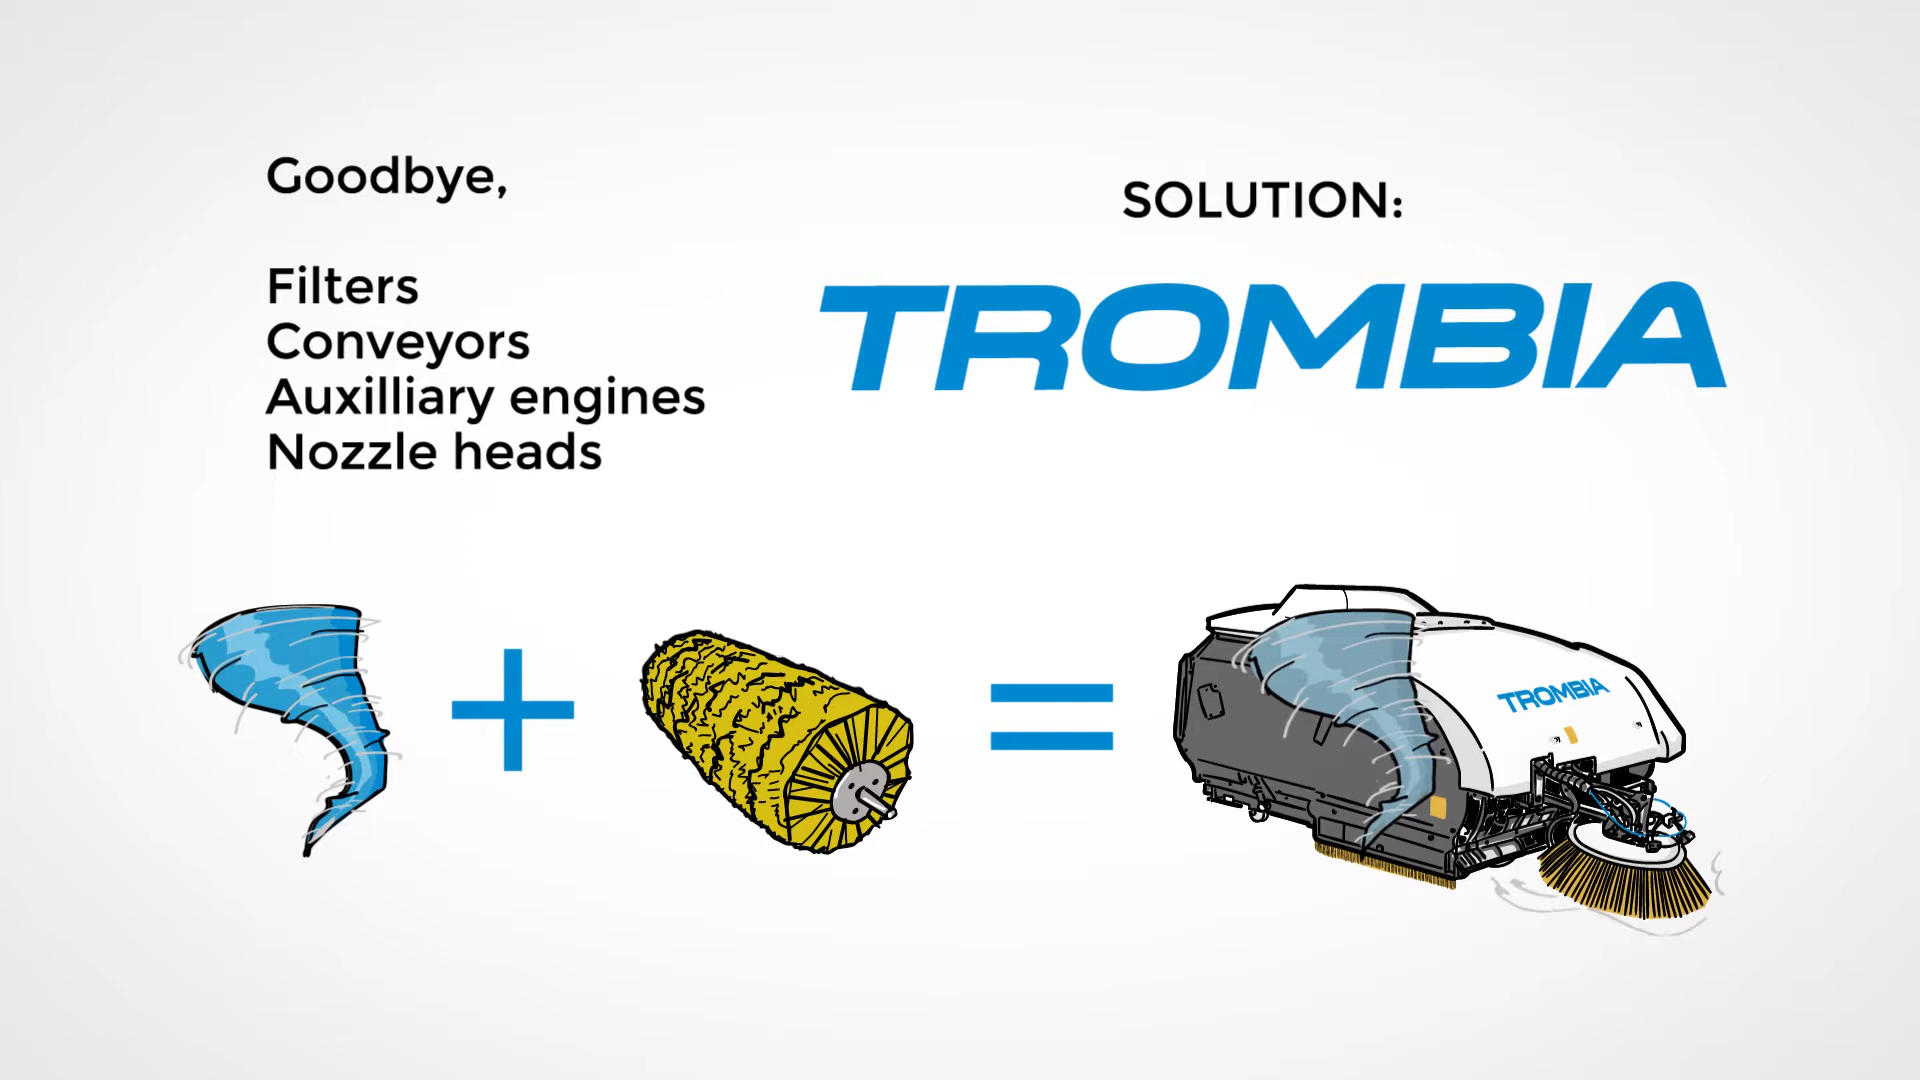 Goodbye,
Filters
Conveyors
Auxilliary engines
Nozzle heads
SOLUTION:
TROMBIA
TROMBIA